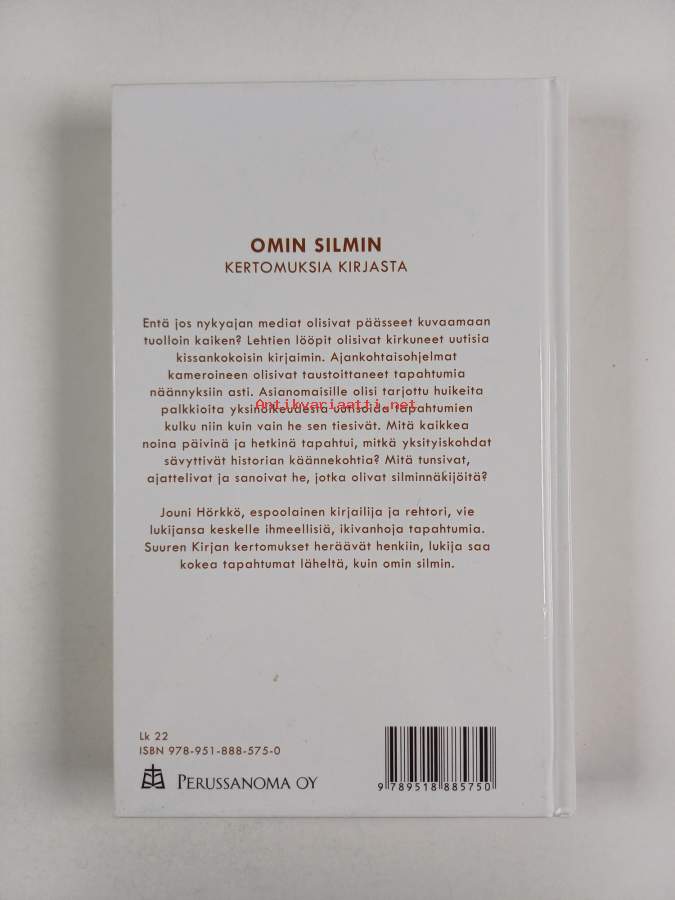 OMIN SILMIN
KERTOMUKSIA KIRJASTA
Entä jos nykyajan mediat olisivat päässeet kuvaamaan
tuolloin kaiken? Lehtien lööpit olisivat kirkuneet uutisia
kissankokoisin kirjaimin. Ajankohtaisohjelmat
kameroineen olisivat taustoittaneet tapahtumia
näännyksiin asti. Asianomaisille olisi tarjottu huikeita
palkkioita yksinoikeudesta uutisoida tapahtumien
Antikvariaatti.net
kulku niin kuin vain he sen tiesivät. Mitä kaikkea
noina päivinä ja hetkinä tapahtui, mitkä yksityiskohdat
sävyttivät historian käännekohtia? Mitä tunsivat,
ajattelivat ja sanoivat he, jotka olivat silminnäkijöitä?
Jouni Hörkkö, espoolainen kirjailija ja rehtori, vie
lukijansa keskelle ihmeellisiä, ikivanhoja tapahtumia.
Suuren Kirjan kertomukset heräävät henkiin, lukija saa
kokea tapahtumat läheltä, kuin omin silmin.
Lk 22
ISBN 978-951-888-575-0
PERUSSANOMA OY
9 789518 885750